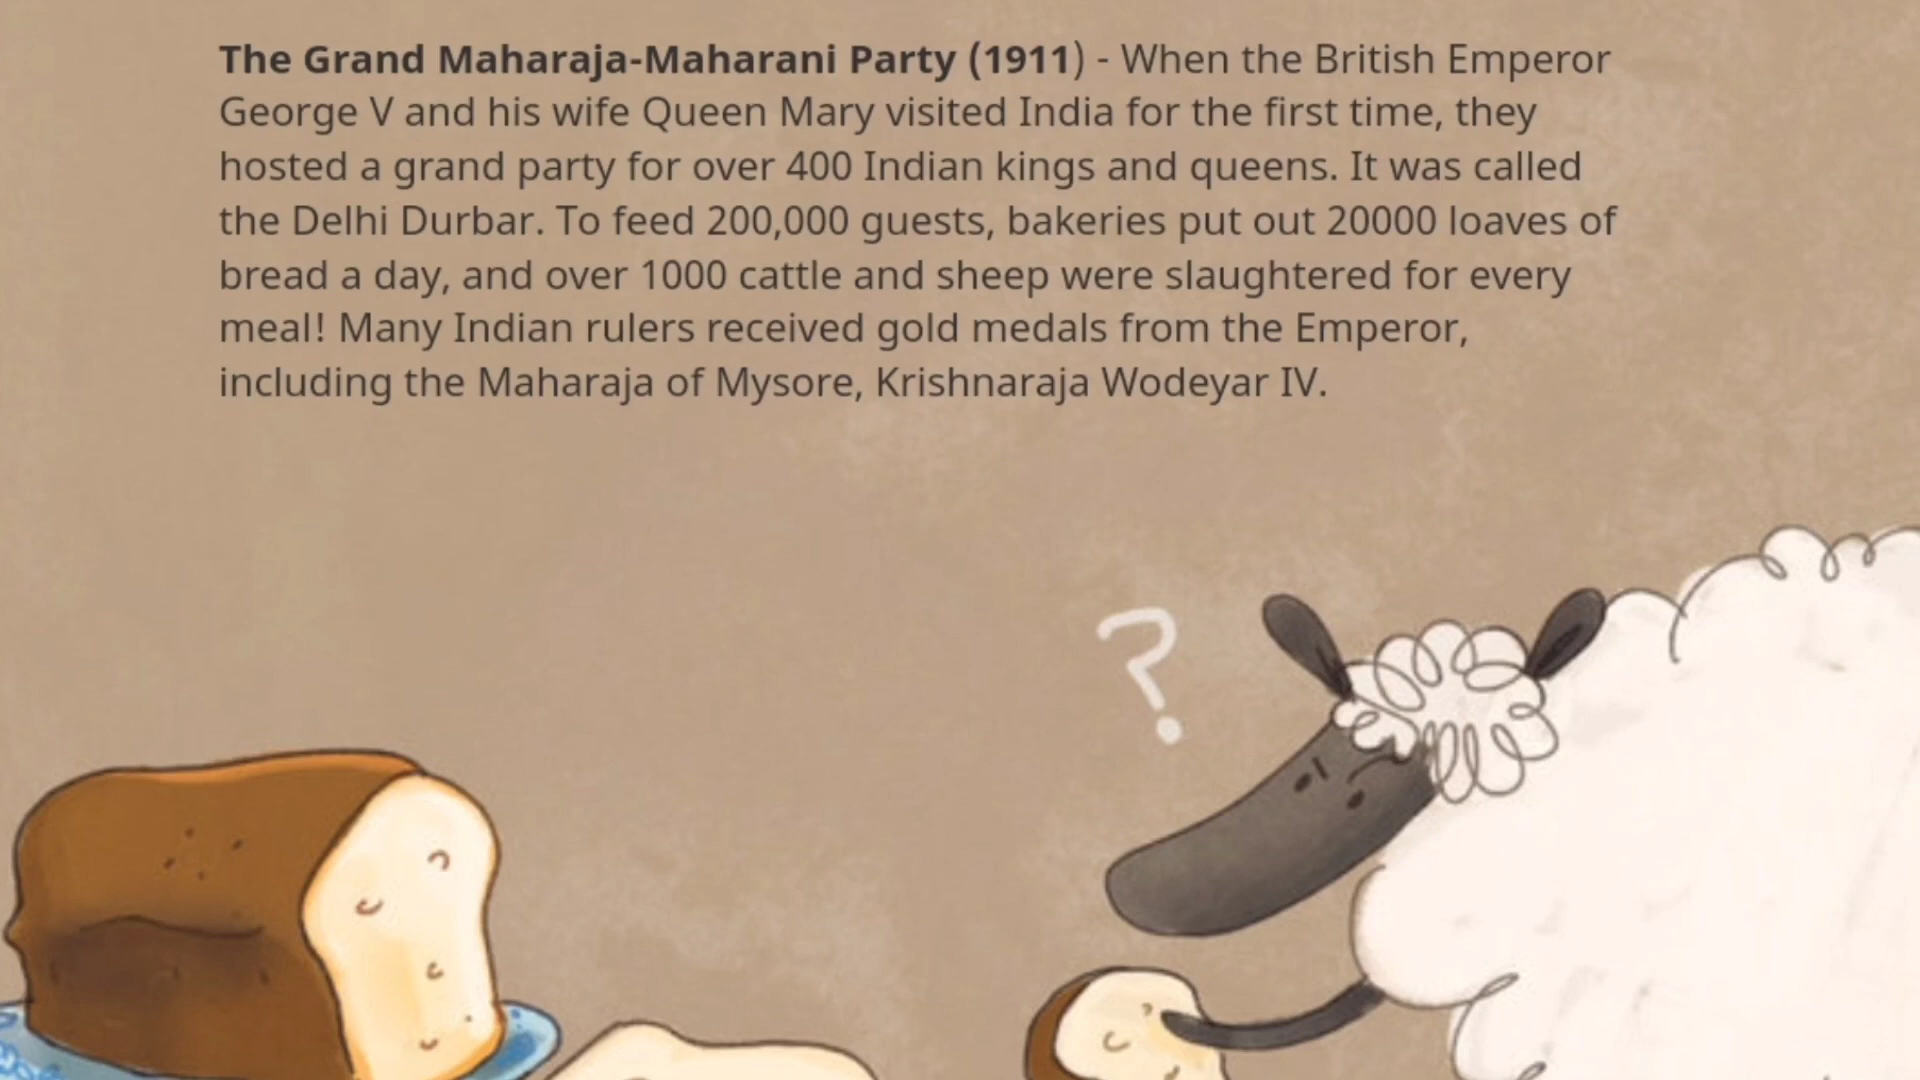 The Grand Maharaja-Maharani Party (1911) - When the British Emperor
George V and his wife Queen Mary visited India for the first time, they
hosted a grand party for over 400 Indian kings and queens. It was called
the Delhi Durbar. To feed 200,000 guests, bakeries put out 20000 loaves of
bread a day, and over 1000 cattle and sheep were slaughtered for every
meal! Many Indian rulers received gold medals from the Emperor,
including the Maharaja of Mysore, Krishnaraja Wodeyar IV.
?